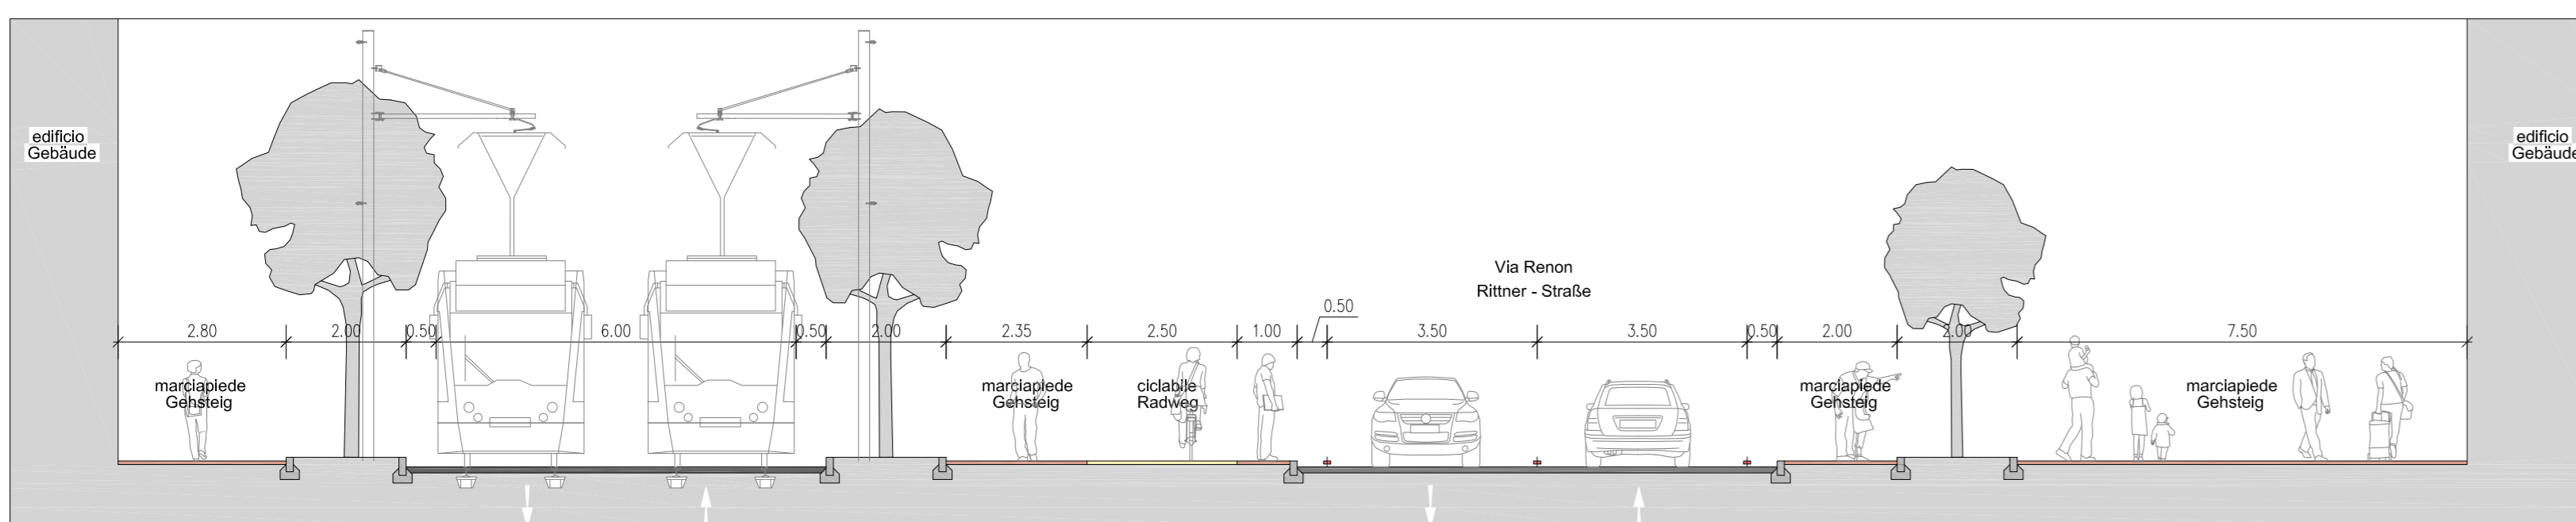 edificio
Gebäude
edificio
Gebäude
Via Renon
Rittner - Straße
0.50
2.80 2.00 0.50 6.00 0.50 2.00 2.35 2.50 1.00 3.50 3.50 0.50 2.00 2.00 7.50
marciapiede
Gehsteig
marciapiede
Gehsteig
ciclabile
Radweg
marciapiede
Gehsteig
marciapiede
Gehsteig